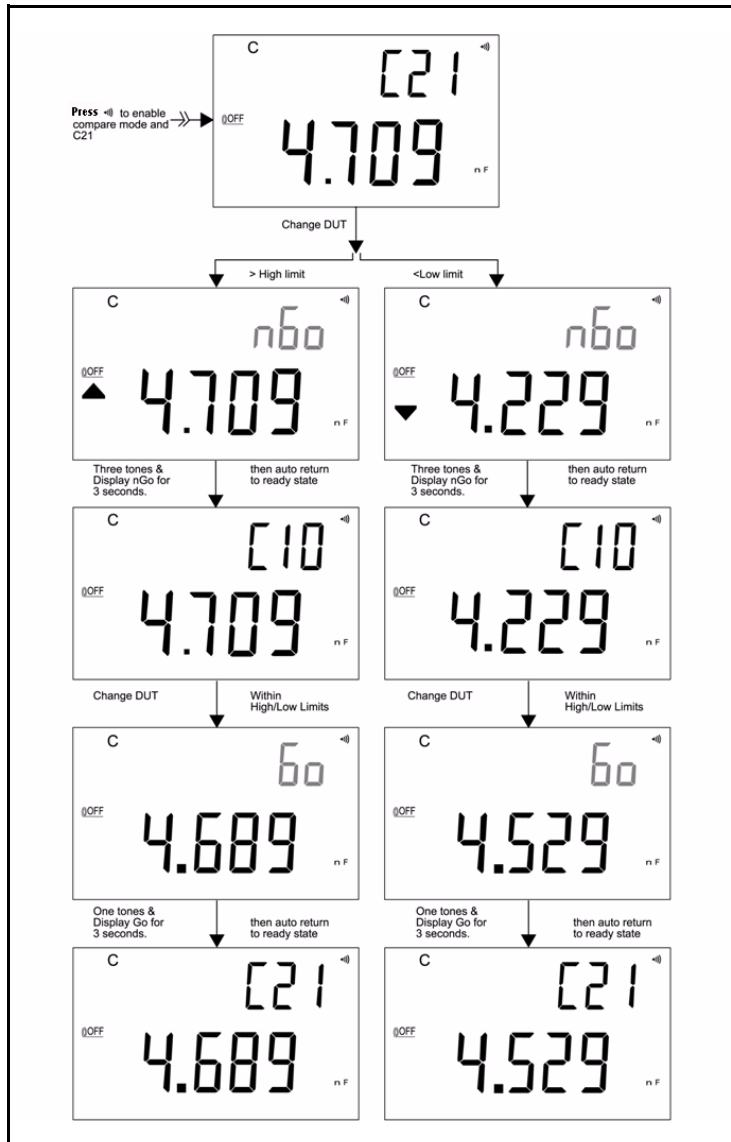 C
C21
Press to enable
compare mode and
C21
OFF
4.709
nF
Change DUT
> High limit
<Low limit
C
nGo
OFF
4.709
nF
C
nGo
OFF
4.229
nF
Three tones &
Display nGo for
3 seconds.
then auto return
to ready state
Three tones &
Display nGo for
3 seconds.
then auto return
to ready state
C
C10
OFF
4.709
nF
C
C10
OFF
4.229
nF
Change DUT
Within
High/Low Limits
Change DUT
Within
High/Low Limits
C
Go
OFF
4.689
nF
C
Go
OFF
4.529
nF
One tones &
Display Go for
3 seconds.
then auto return
to ready state
One tones &
Display Go for
3 seconds.
then auto return
to ready state
C
C21
OFF
4.689
nF
C
C21
OFF
4.529
nF